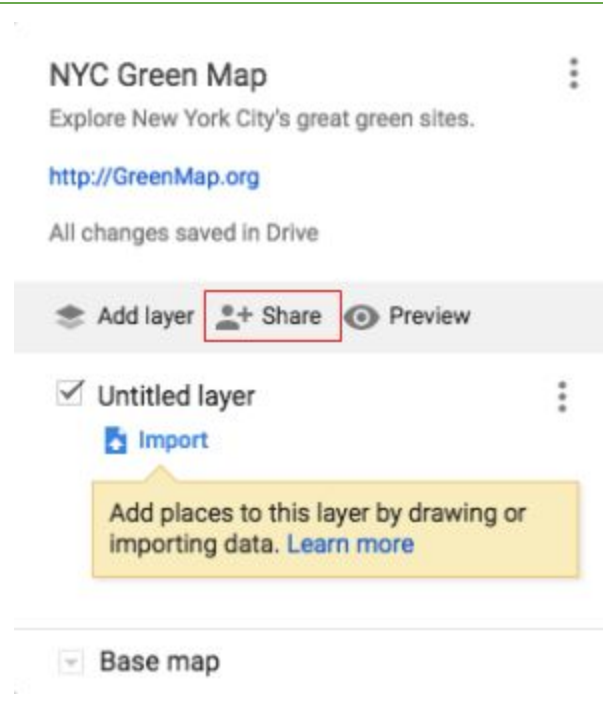 NYC Green Map
Explore New York City's great green sites.
http://GreenMap.org
All changes saved in Drive
Add layer Share Preview
Untitled layer
Import
Add places to this layer by drawing or
importing data. Learn more
Base map